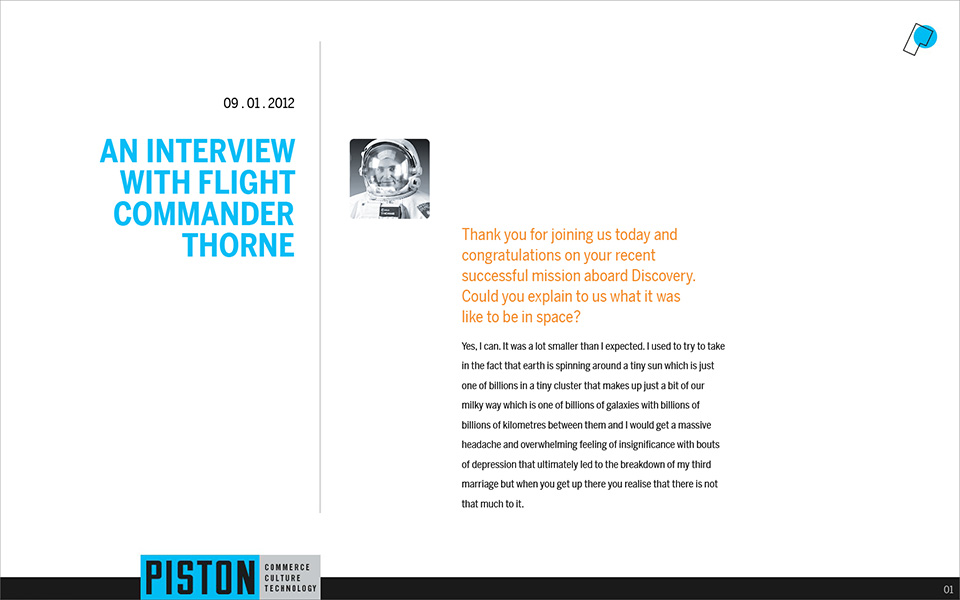 09 . 01 . 2012
AN INTERVIEW
WITH FLIGHT
COMMANDER
THORNE
Thank you for joining us today and
congratulations on your recent
successful mission aboard Discovery.
Could you explain to us what it was
like to be in space?
Yes, I can. It was a lot smaller than I expected. I used to try to take
in the fact that earth is spinning around a tiny sun which is just
one of billions in a tiny cluster that makes up just a bit of our
milky way which is one of billions of galaxies with billions of
billions of kilometres between them and I would get a massive
headache and overwhelming feeling of insignificance with bouts
of depression that ultimately led to the breakdown of my third
marriage but when you get up there you realise that there is not
that much to it.
PISTON
COMMERCE
CULTURE
TECHNOLOGY
01